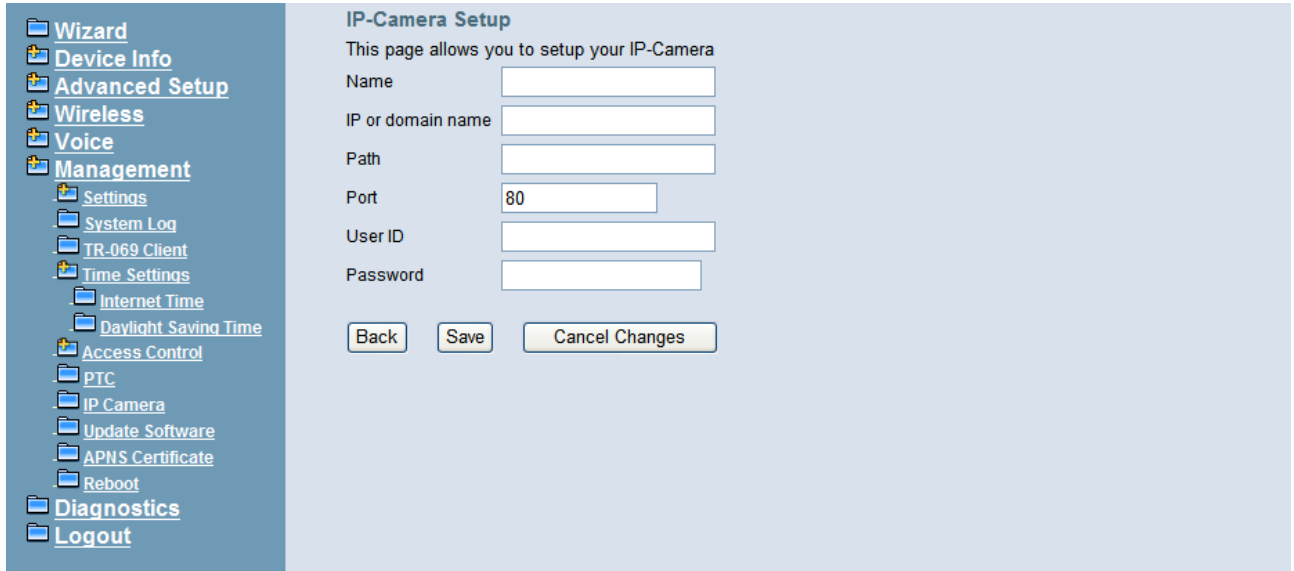 Wizard
Device Info
Advanced Setup
Wireless
Voice
Management
Settings
System Log
TR-069 Client
Time Settings
Internet Time
Daylight Saving Time
Access Control
PTC
IP Camera
Update Software
APNS Certificate
Reboot
Diagnostics
Logout
IP-Camera Setup
This page allows you to setup your IP-Camera
Name
IP or domain name
Path
Port 80
User ID
Password
Back Save Cancel Changes